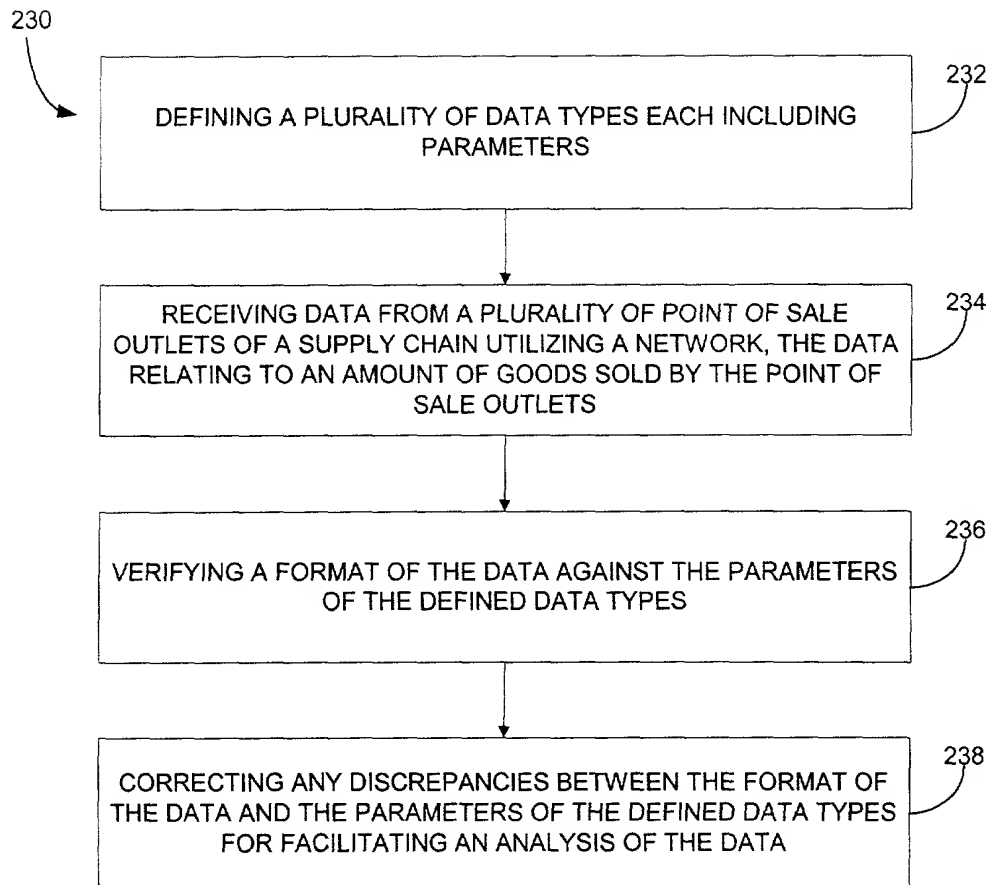 230
232
DEFINING A PLURALITY OF DATA TYPES EACH INCLUDING
PARAMETERS
234
RECEIVING DATA FROM A PLURALITY OF POINT OF SALE
OUTLETS OF A SUPPLY CHAIN UTILIZING A NETWORK, THE DATA
RELATING TO AN AMOUNT OF GOODS SOLD BY THE POINT OF
SALE OUTLETS
236
VERIFYING A FORMAT OF THE DATA AGAINST THE PARAMETERS
OF THE DEFINED DATA TYPES
238
CORRECTING ANY DISCREPANCIES BETWEEN THE FORMAT OF
THE DATA AND THE PARAMETERS OF THE DEFINED DATA TYPES
FOR FACILITATING AN ANALYSIS OF THE DATA